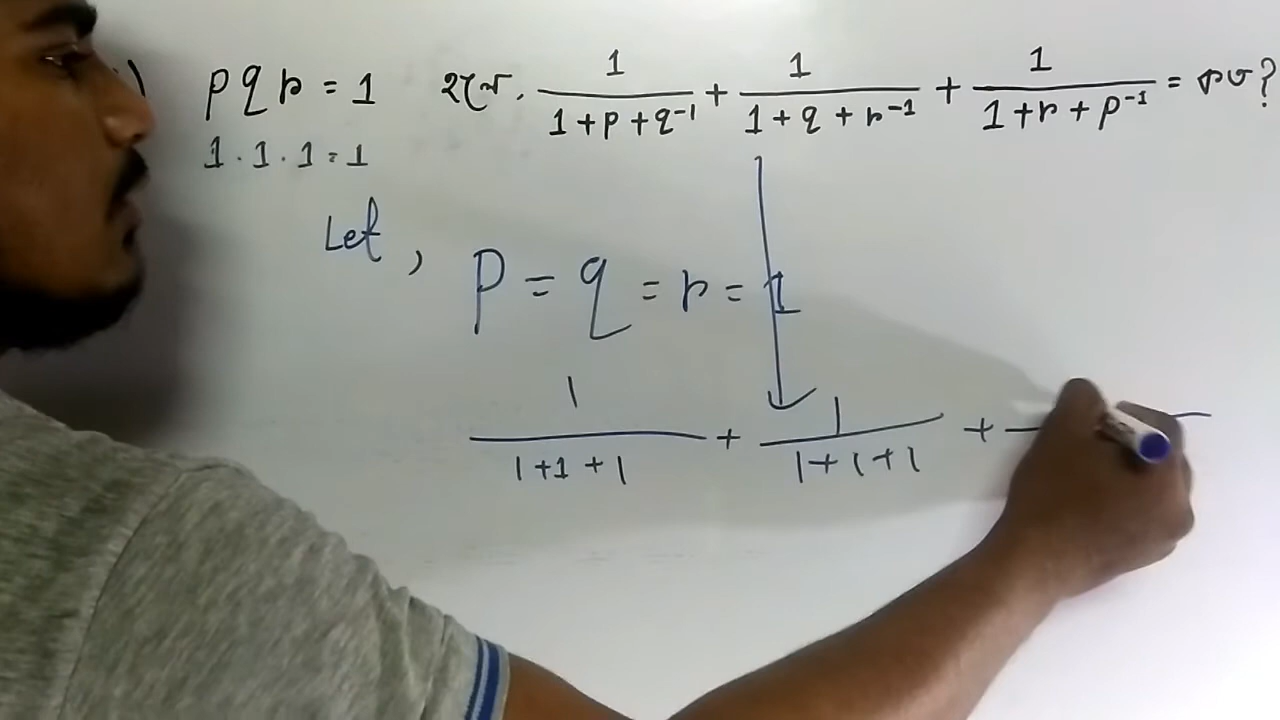 ) pqr = 1 হলে, 1/(1+p+q⁻¹) + 1/(1+q+r⁻¹) + 1/(1+r+p⁻¹) = কত?
1·1·1=1
Let, P = q = r = 1
1/(1+1+1) + 1/(1+1+1) +